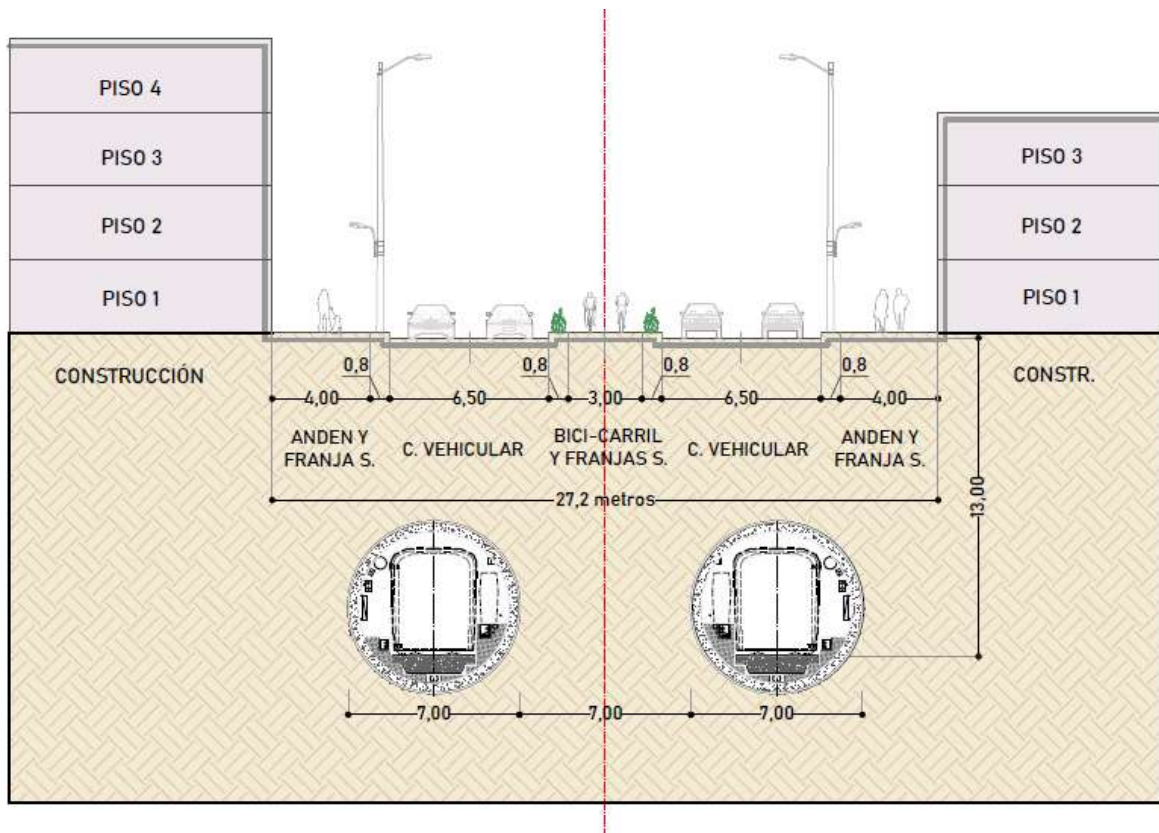 PISO 4
PISO 3
PISO 2
PISO 1
PISO 3
PISO 2
PISO 1
CONSTRUCCIÓN
CONSTR.
0,8
0,8
0,8
0,8
4,00
6,50
3,00
6,50
4,00
ANDEN Y
FRANJA S.
C. VEHICULAR
BICI-CARRIL
Y FRANJAS S.
C. VEHICULAR
ANDEN Y
FRANJA S.
27,2 metros
13,00
7,00
7,00
7,00